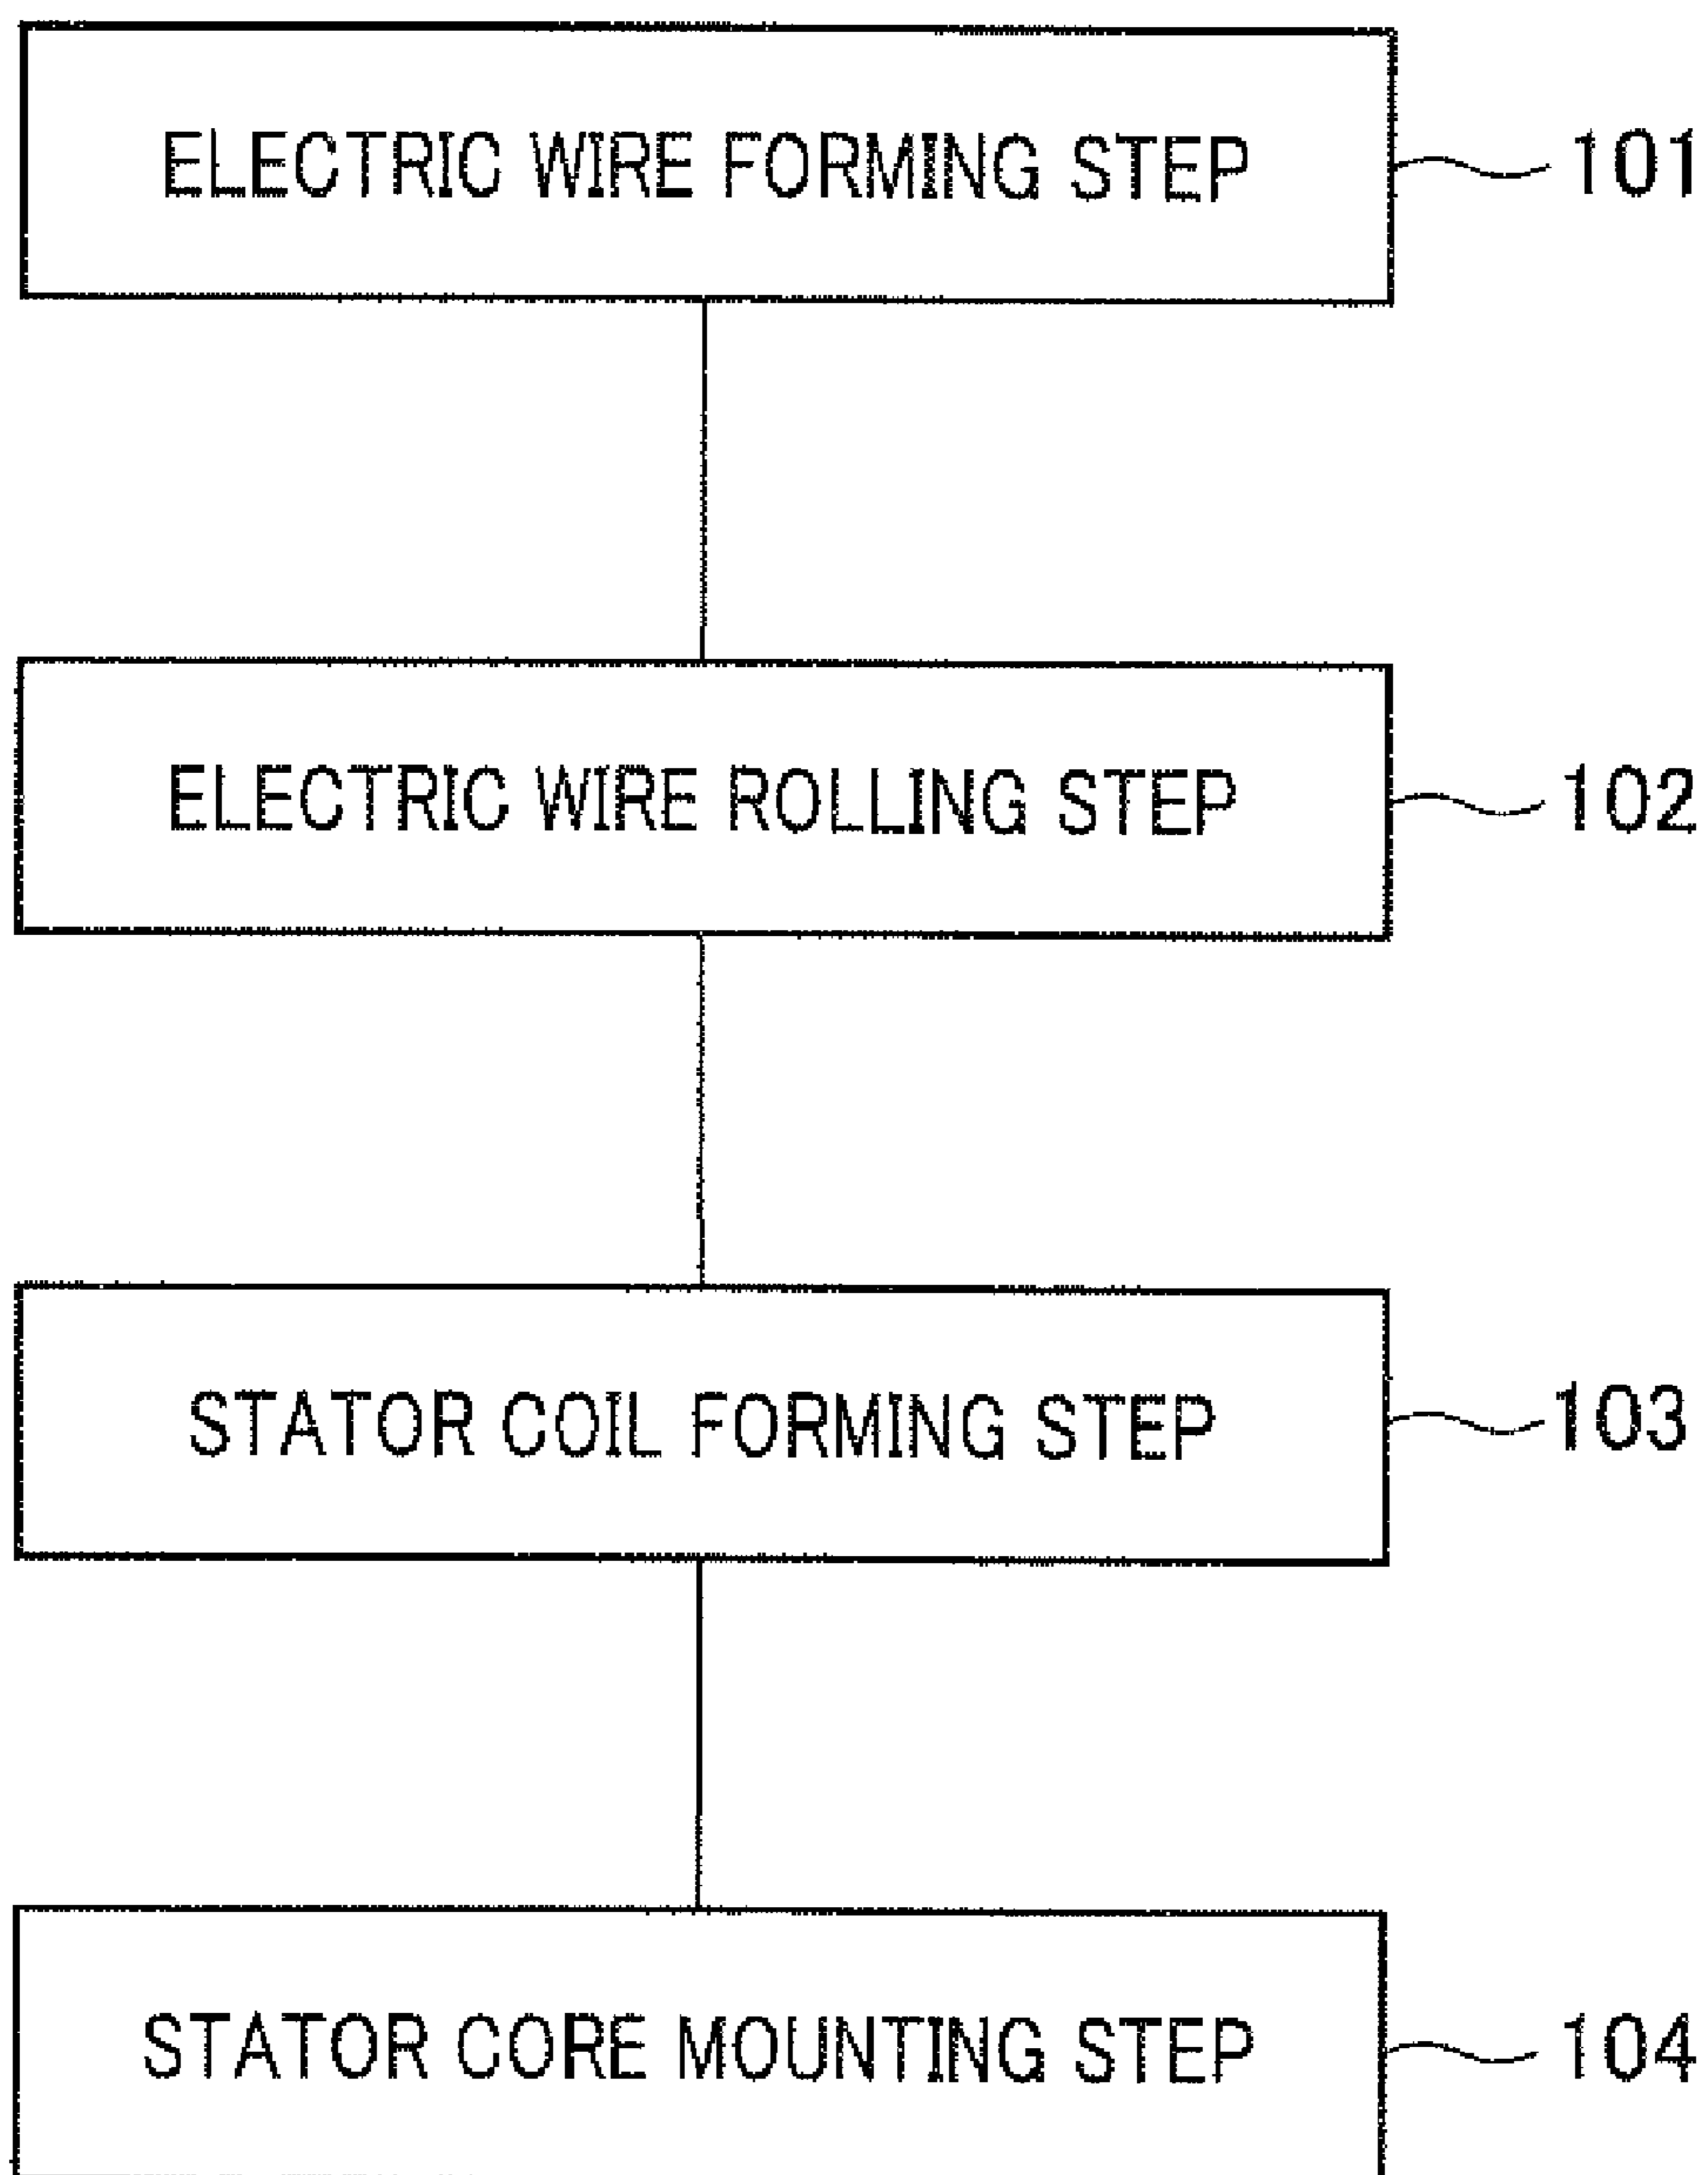 ELECTRIC WIRE FORMING STEP 101
ELECTRIC WIRE ROLLING STEP 102
STATOR COIL FORMING STEP 103
STATOR CORE MOUNTING STEP 104